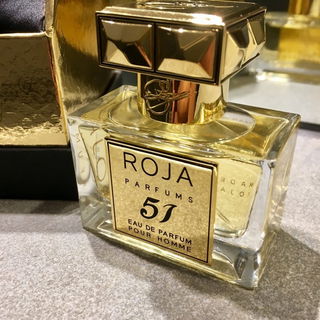 ROJA
PARFUMS
51
EAU DE PARFUM
POUR HOMME